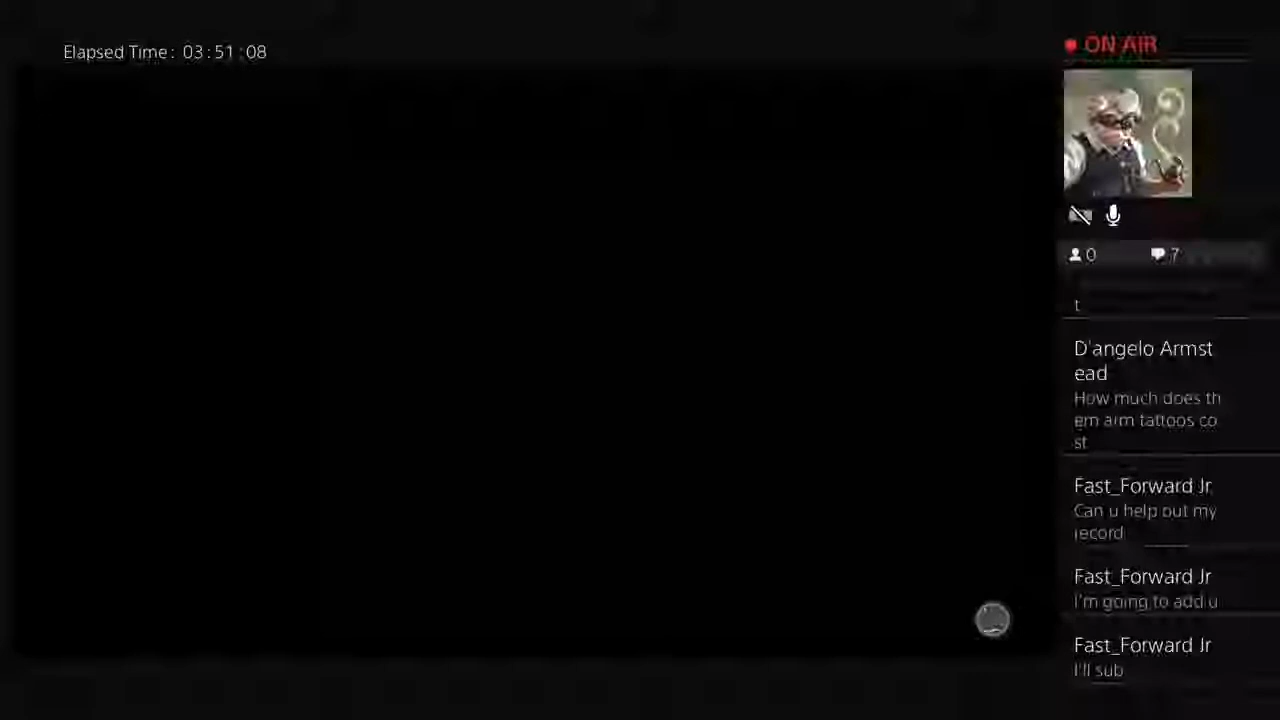 Elapsed Time: 03:51:08
ON AIR
0
7
t
D'angelo Armst
ead
How much does th
em arm tattoos co
st
Fast_Forward Jr
Can u help out my
record
Fast_Forward Jr
I'm going to add u
Fast_Forward Jr
I'll sub